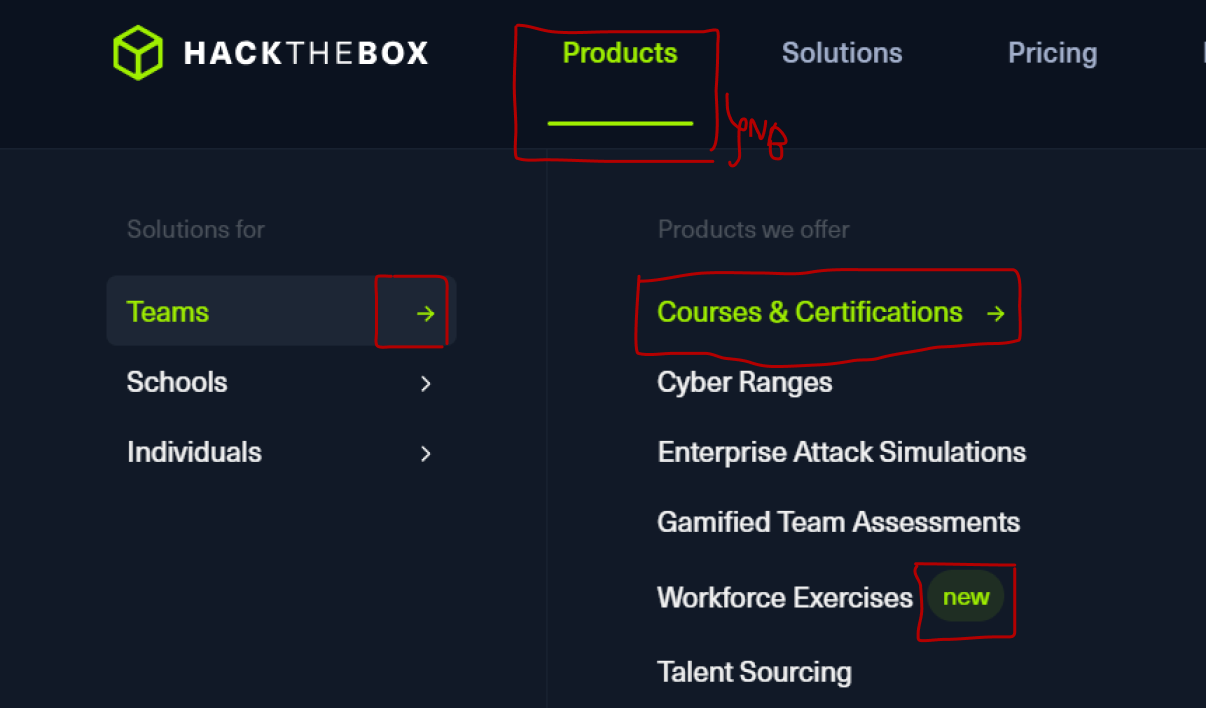 HACKTHEBOX Products Solutions Pricing
Solutions for
Teams
Schools
Individuals
Products we offer
Courses & Certifications
Cyber Ranges
Enterprise Attack Simulations
Gamified Team Assessments
Workforce Exercises new
Talent Sourcing